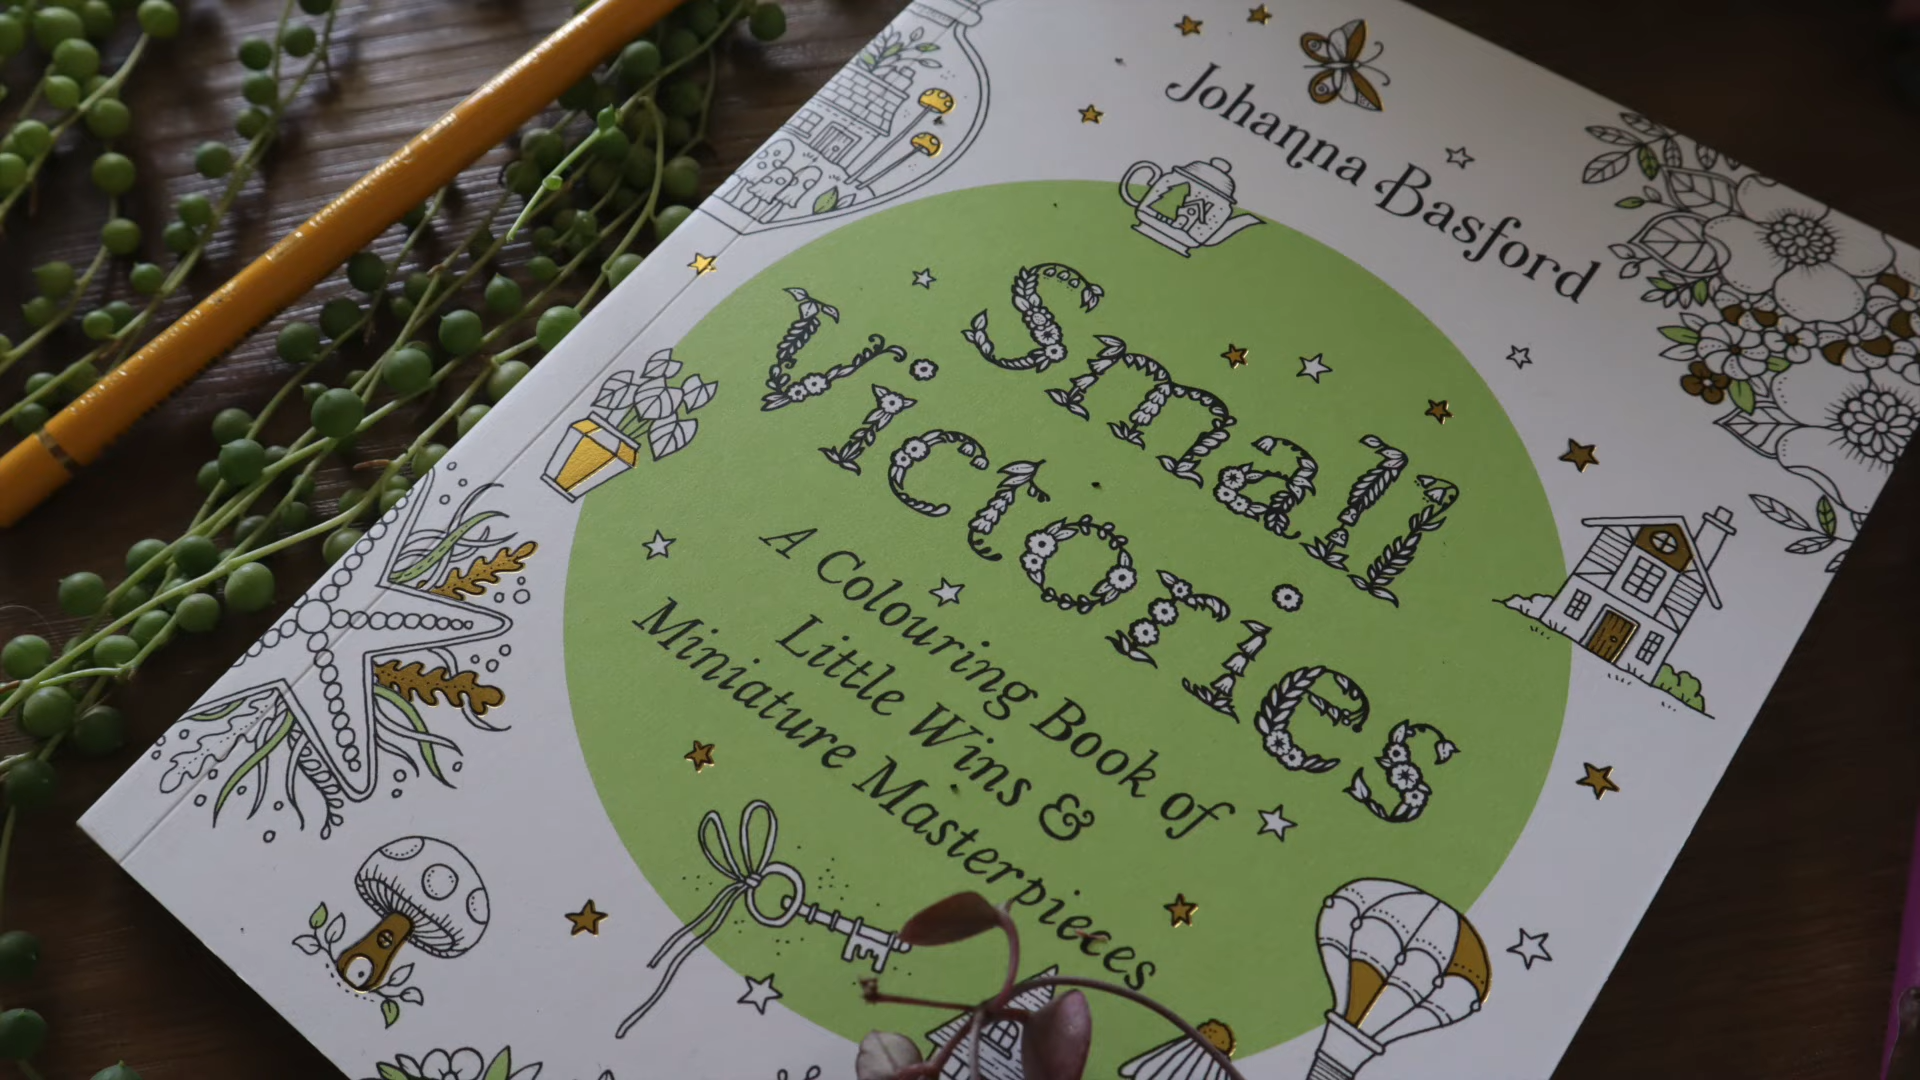 Johanna Basford
Small
Victories
A Colouring Book of
Little Wins &
Miniature Masterpieces